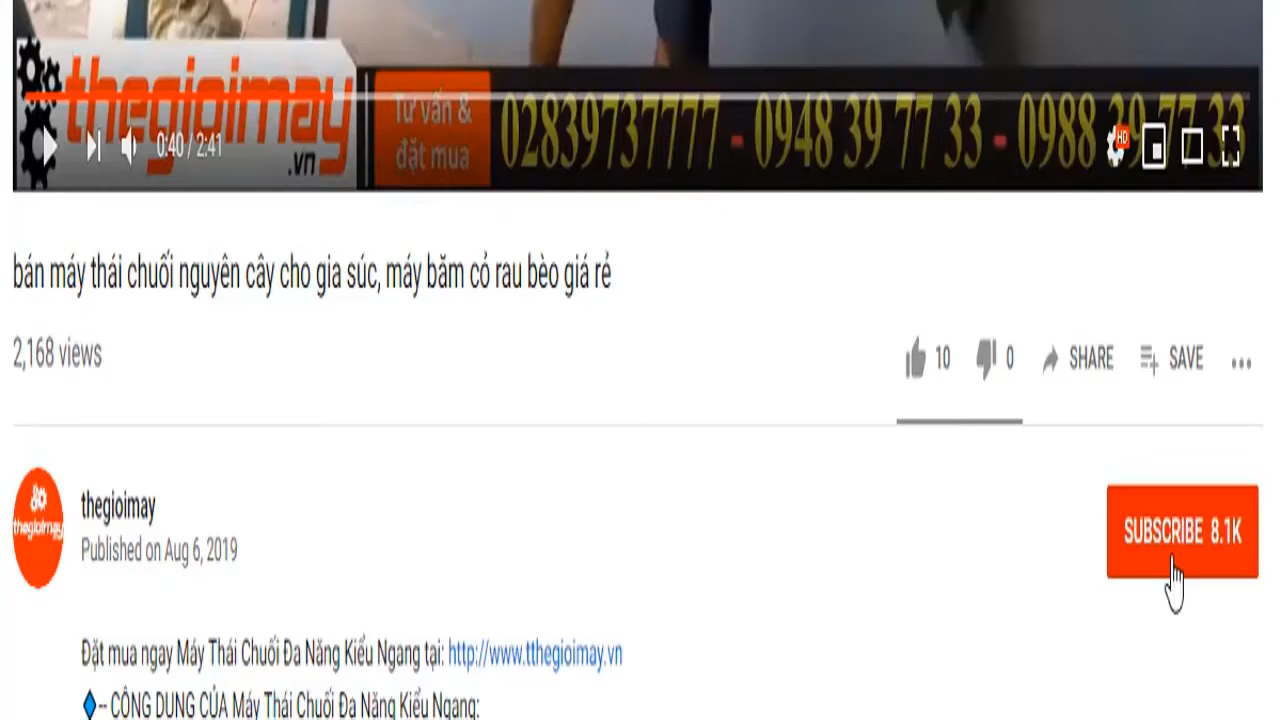 thegioimay
.vn
Tư vấn &
đặt mua
02839737777 - 0948 39 77 33 - 0988 39 77 33
HD
0:40 / 2:41
bán máy thái chuối nguyên cây cho gia súc, máy băm cỏ rau bèo giá rẻ
2,168 views
10 0 SHARE SAVE
thegioimay
thegioimay
Published on Aug 6, 2019
SUBSCRIBE 8.1K
Đặt mua ngay Máy Thái Chuối Đa Năng Kiểu Ngang tại: http://www.tthegioimay.vn
-- CÔNG DỤNG CỦA Máy Thái Chuối Đa Năng Kiểu Ngang: